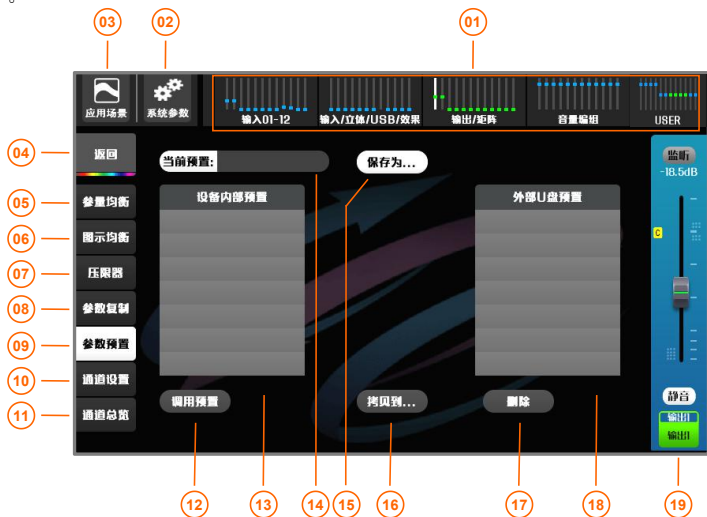 。
03 02 01
应用场景 系统参数 输入01-12 输入/立体/USB/效果 输出/矩阵 音量编组 USER
04 返回 当前预置: 保存为... 监听
-18.5dB
05 参量均衡 设备内部预置 外部U盘预置
C
06 图示均衡
07 压限器
08 参数复制
09 参数预置
10 通道设置
调用预置 拷贝到... 删除 静音
11 通道总览 输出1
输出1
12 13 14 15 16 17 18 19